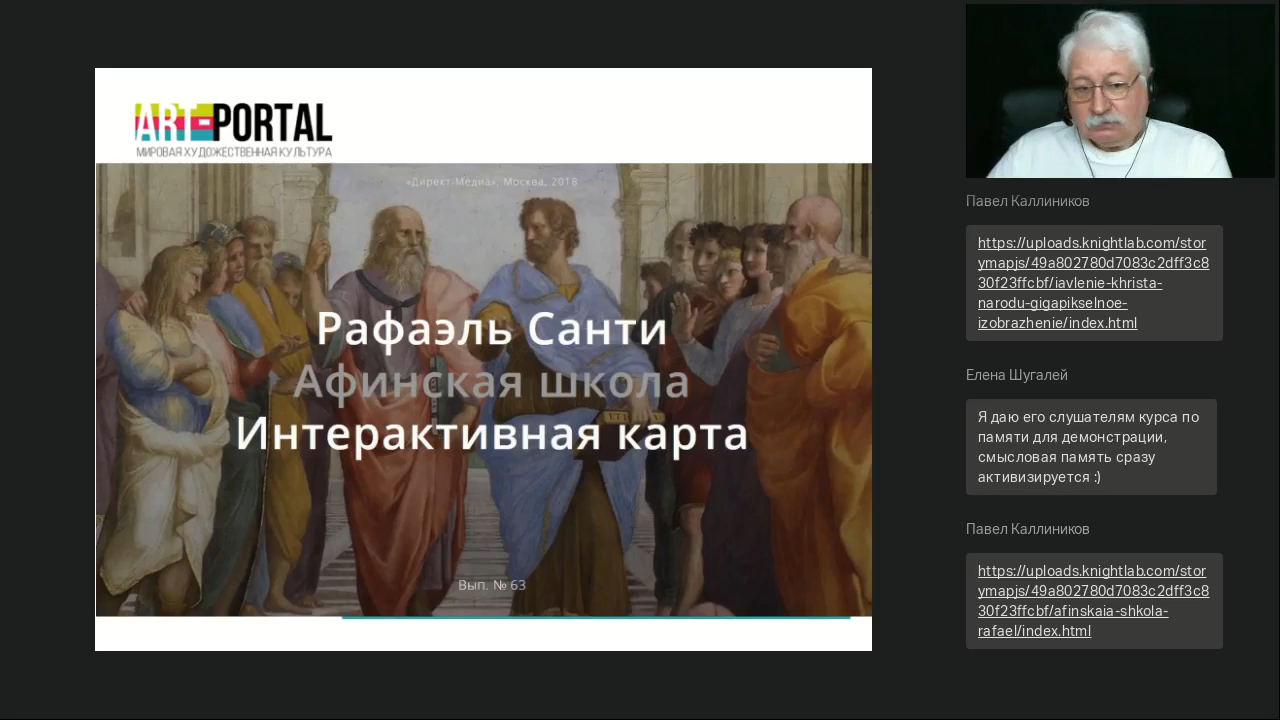 ART-PORTAL
МИРОВАЯ ХУДОЖЕСТВЕННАЯ КУЛЬТУРА
«Директ-Медиа», Москва, 2018
Рафаэль Санти
Афинская школа
Интерактивная карта
Вып. № 63
Павел Каллиников
https://uploads.knightlab.com/stor
ymapjs/49a802780d7083c2dff3c8
30f23ffcbf/iavlenie-khrista-
narodu-gigapikselnoe-
izobrazhenie/index.html
Елена Шугалей
Я даю его слушателям курса по
памяти для демонстрации,
смысловая память сразу
активизируется :)
Павел Каллиников
https://uploads.knightlab.com/stor
ymapjs/49a802780d7083c2dff3c8
30f23ffcbf/afinskaia-shkola-
rafael/index.html